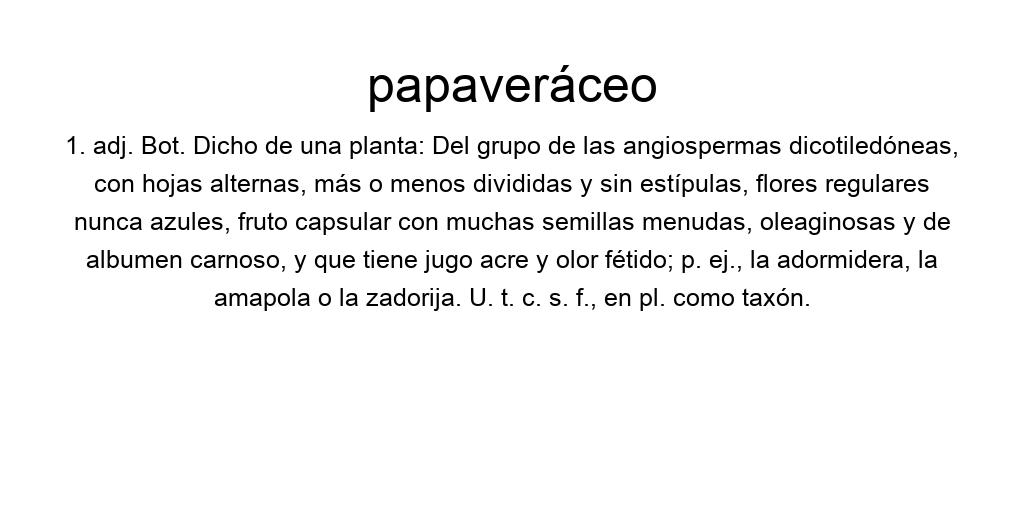 papaveráceo
1. adj. Bot. Dicho de una planta: Del grupo de las angiospermas dicotiledóneas,
con hojas alternas, más o menos divididas y sin estípulas, flores regulares
nunca azules, fruto capsular con muchas semillas menudas, oleaginosas y de
albumen carnoso, y que tiene jugo acre y olor fétido; p. ej., la adormidera, la
amapola o la zadorija. U. t. c. s. f., en pl. como taxón.